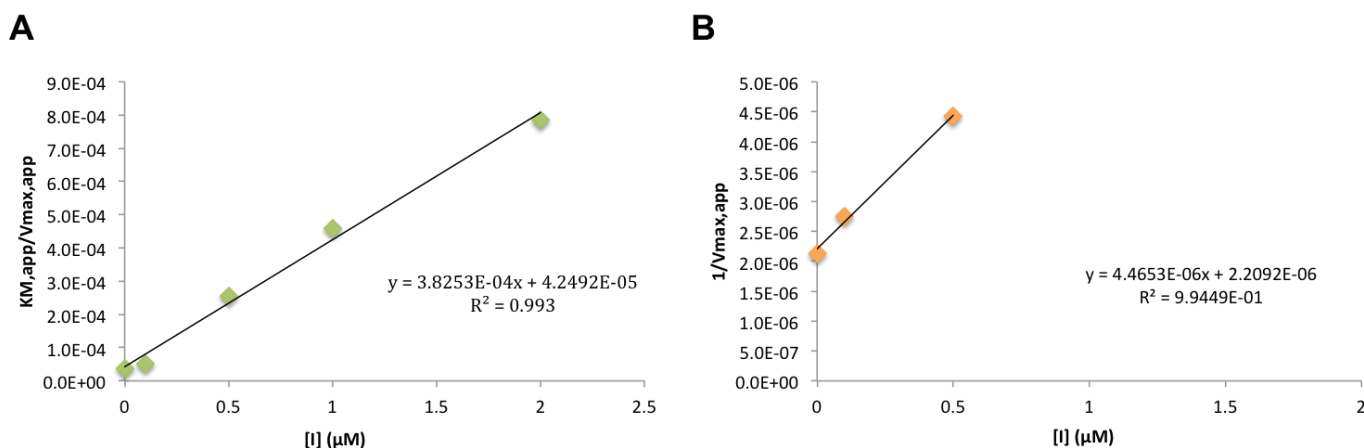 A
KM,app/Vmax,app
9.0E-04
8.0E-04
7.0E-04
6.0E-04
5.0E-04
4.0E-04
3.0E-04
2.0E-04
1.0E-04
0.0E+00
y = 3.8253E-04x + 4.2492E-05
R² = 0.993
0 0.5 1 1.5 2 2.5
[I] (μM)
B
1/Vmax,app
5.0E-06
4.5E-06
4.0E-06
3.5E-06
3.0E-06
2.5E-06
2.0E-06
1.5E-06
1.0E-06
5.0E-07
0.0E+00
y = 4.4653E-06x + 2.2092E-06
R² = 9.9449E-01
0 0.5 1 1.5 2
[I] (μM)